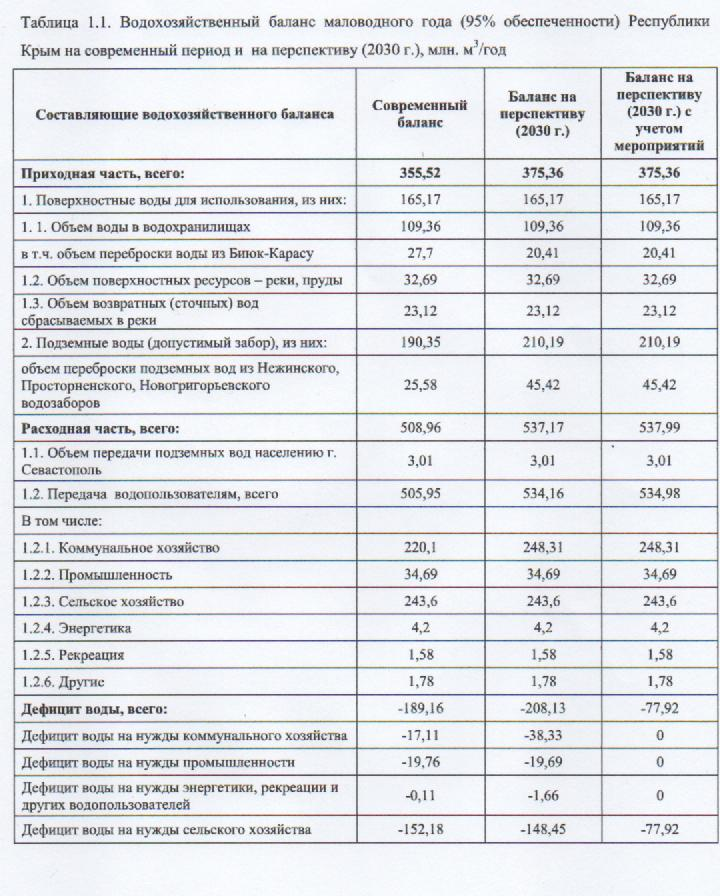 Таблица 1.1. Водохозяйственный баланс маловодного года (95% обеспеченности) Республики
Крым на современный период и на перспективу (2030 г.), млн. м³/год
Составляющие водохозяйственного баланса | Современный баланс | Баланс на перспективу (2030 г.) | Баланс на перспективу (2030 г.) с учетом мероприятий
Приходная часть, всего: 355,52 375,36 375,36
1. Поверхностные воды для использования, из них: 165,17 165,17 165,17
1. 1. Объем воды в водохранилищах 109,36 109,36 109,36
в т.ч. объем переброски воды из Биюк-Карасу 27,7 20,41 20,41
1.2. Объем поверхностных ресурсов – реки, пруды 32,69 32,69 32,69
1.3. Объем возвратных (сточных) вод
сбрасываемых в реки 23,12 23,12 23,12
2. Подземные воды (допустимый забор), из них: 190,35 210,19 210,19
объем переброски подземных вод из Нежинского,
Просторненского, Новогригорьевского
водозаборов 25,58 45,42 45,42
Расходная часть, всего: 508,96 537,17 537,99
1.1. Объем передачи подземных вод населению г.
Севастополь 3,01 3,01 3,01
1.2. Передача водопользователям, всего 505,95 534,16 534,98
В том числе:
1.2.1. Коммунальное хозяйство 220,1 248,31 248,31
1.2.2. Промышленность 34,69 34,69 34,69
1.2.3. Сельское хозяйство 243,6 243,6 243,6
1.2.4. Энергетика 4,2 4,2 4,2
1.2.5. Рекреация 1,58 1,58 1,58
1.2.6. Другие 1,78 1,78 1,78
Дефицит воды, всего: -189,16 -208,13 -77,92
Дефицит воды на нужды коммунального хозяйства -17,11 -38,33 0
Дефицит воды на нужды промышленности -19,76 -19,69 0
Дефицит воды на нужды энергетики, рекреации и
других водопользователей -0,11 -1,66 0
Дефицит воды на нужды сельского хозяйства -152,18 -148,45 -77,92